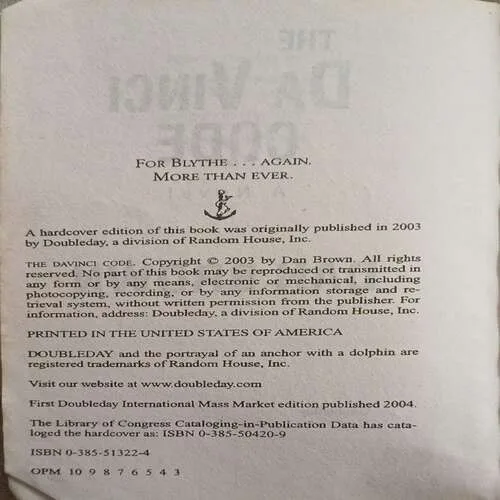 FOR BLYTHE . . . AGAIN.
MORE THAN EVER.
A hardcover edition of this book was originally published in 2003
by Doubleday, a division of Random House, Inc.
THE DAVINCI CODE. Copyright © 2003 by Dan Brown. All rights
reserved. No part of this book may be reproduced or transmitted in
any form or by any means, electronic or mechanical, including
photocopying, recording, or by any information storage and re-
trieval system, without written permission from the publisher. For
information, address: Doubleday, a division of Random House, Inc.
PRINTED IN THE UNITED STATES OF AMERICA
DOUBLEDAY and the portrayal of an anchor with a dolphin are
registered trademarks of Random House, Inc.
Visit our website at www.doubleday.com
First Doubleday International Mass Market edition published 2004.
The Library of Congress Cataloging-in-Publication Data has cata-
loged the hardcover as: ISBN 0-385-50420-9
ISBN 0-385-51322-4
OPM 10 9 8 7 6 5 4 3